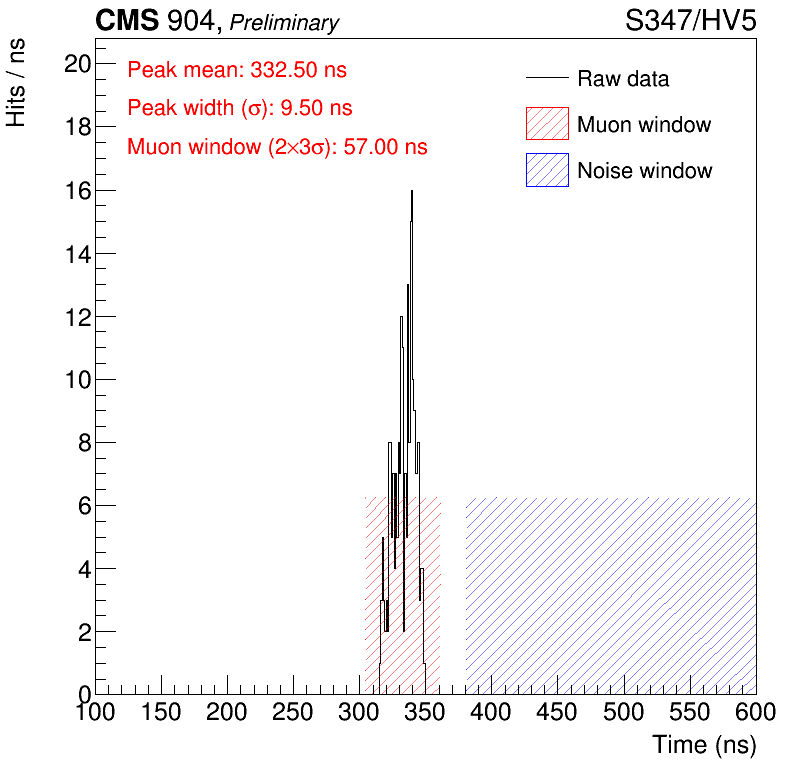 CMS 904, Preliminary S347/HV5
Hits / ns
Peak mean: 332.50 ns
Peak width (σ): 9.50 ns
Muon window (2×3σ): 57.00 ns
Raw data
Muon window
Noise window
20
18
16
14
12
10
8
6
4
2
0
100 150 200 250 300 350 400 450 500 550 600
Time (ns)